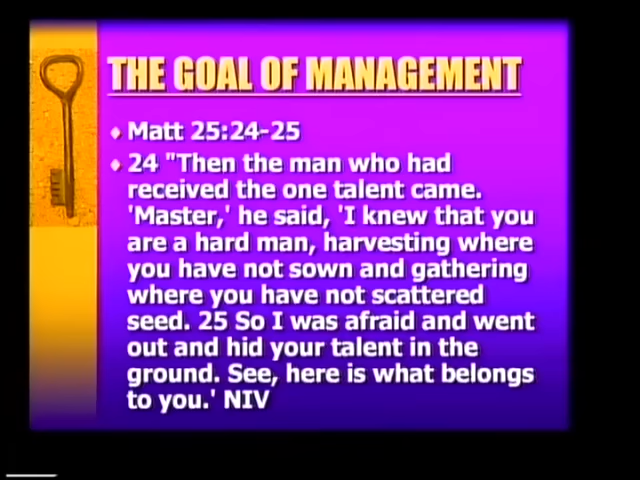 THE GOAL OF MANAGEMENT
Matt 25:24-25
24 "Then the man who had
received the one talent came.
'Master,' he said, 'I knew that you
are a hard man, harvesting where
you have not sown and gathering
where you have not scattered
seed. 25 So I was afraid and went
out and hid your talent in the
ground. See, here is what belongs
to you.' NIV